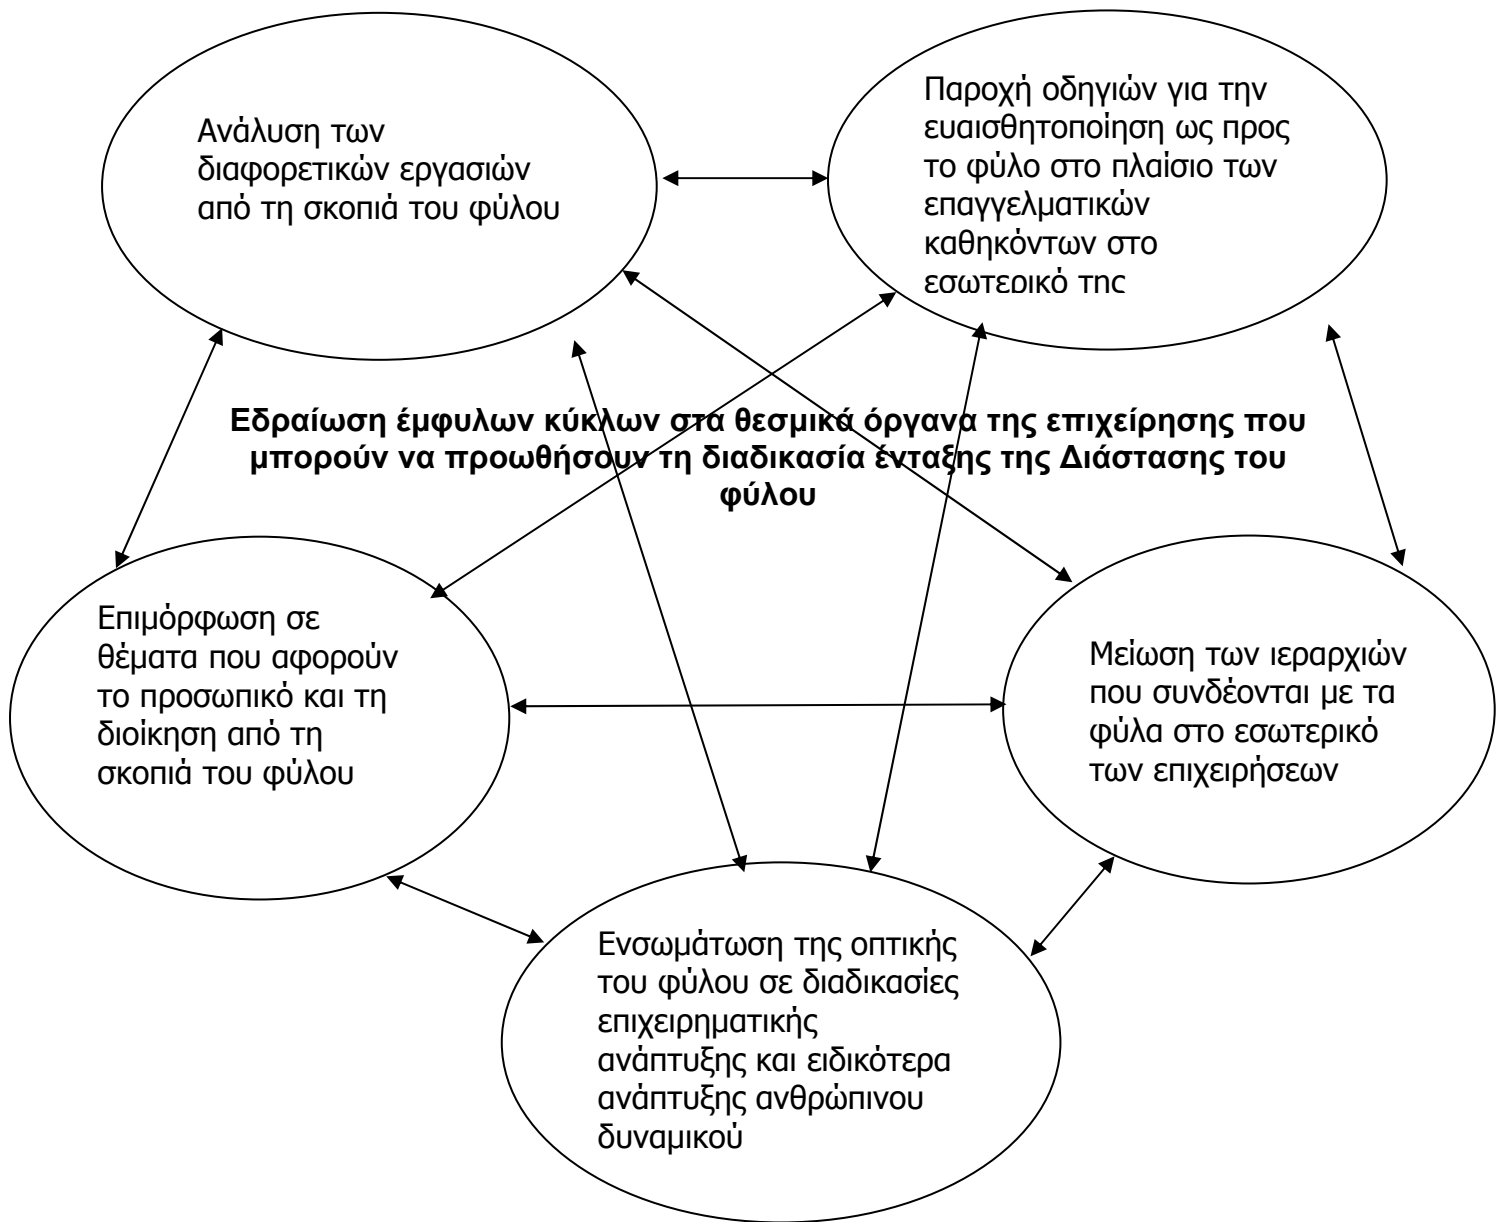 Ανάλυση των
διαφορετικών εργασιών
από τη σκοπιά του φύλου
Παροχή οδηγιών για την
ευαισθητοποίηση ως προς
το φύλο στο πλαίσιο των
επαγγελματικών
καθηκόντων στο
εσωτερικό της
Εδραίωση έμφυλων κύκλων στα θεσμικά όργανα της επιχείρησης που
μπορούν να προωθήσουν τη διαδικασία ένταξης της Διάστασης του
φύλου
Επιμόρφωση σε
θέματα που αφορούν
το προσωπικό και τη
διοίκηση από τη
σκοπιά του φύλου
Μείωση των ιεραρχιών
που συνδέονται με τα
φύλα στο εσωτερικό
των επιχειρήσεων
Ενσωμάτωση της οπτικής
του φύλου σε διαδικασίες
επιχειρηματικής
ανάπτυξης και ειδικότερα
ανάπτυξης ανθρώπινου
δυναμικού